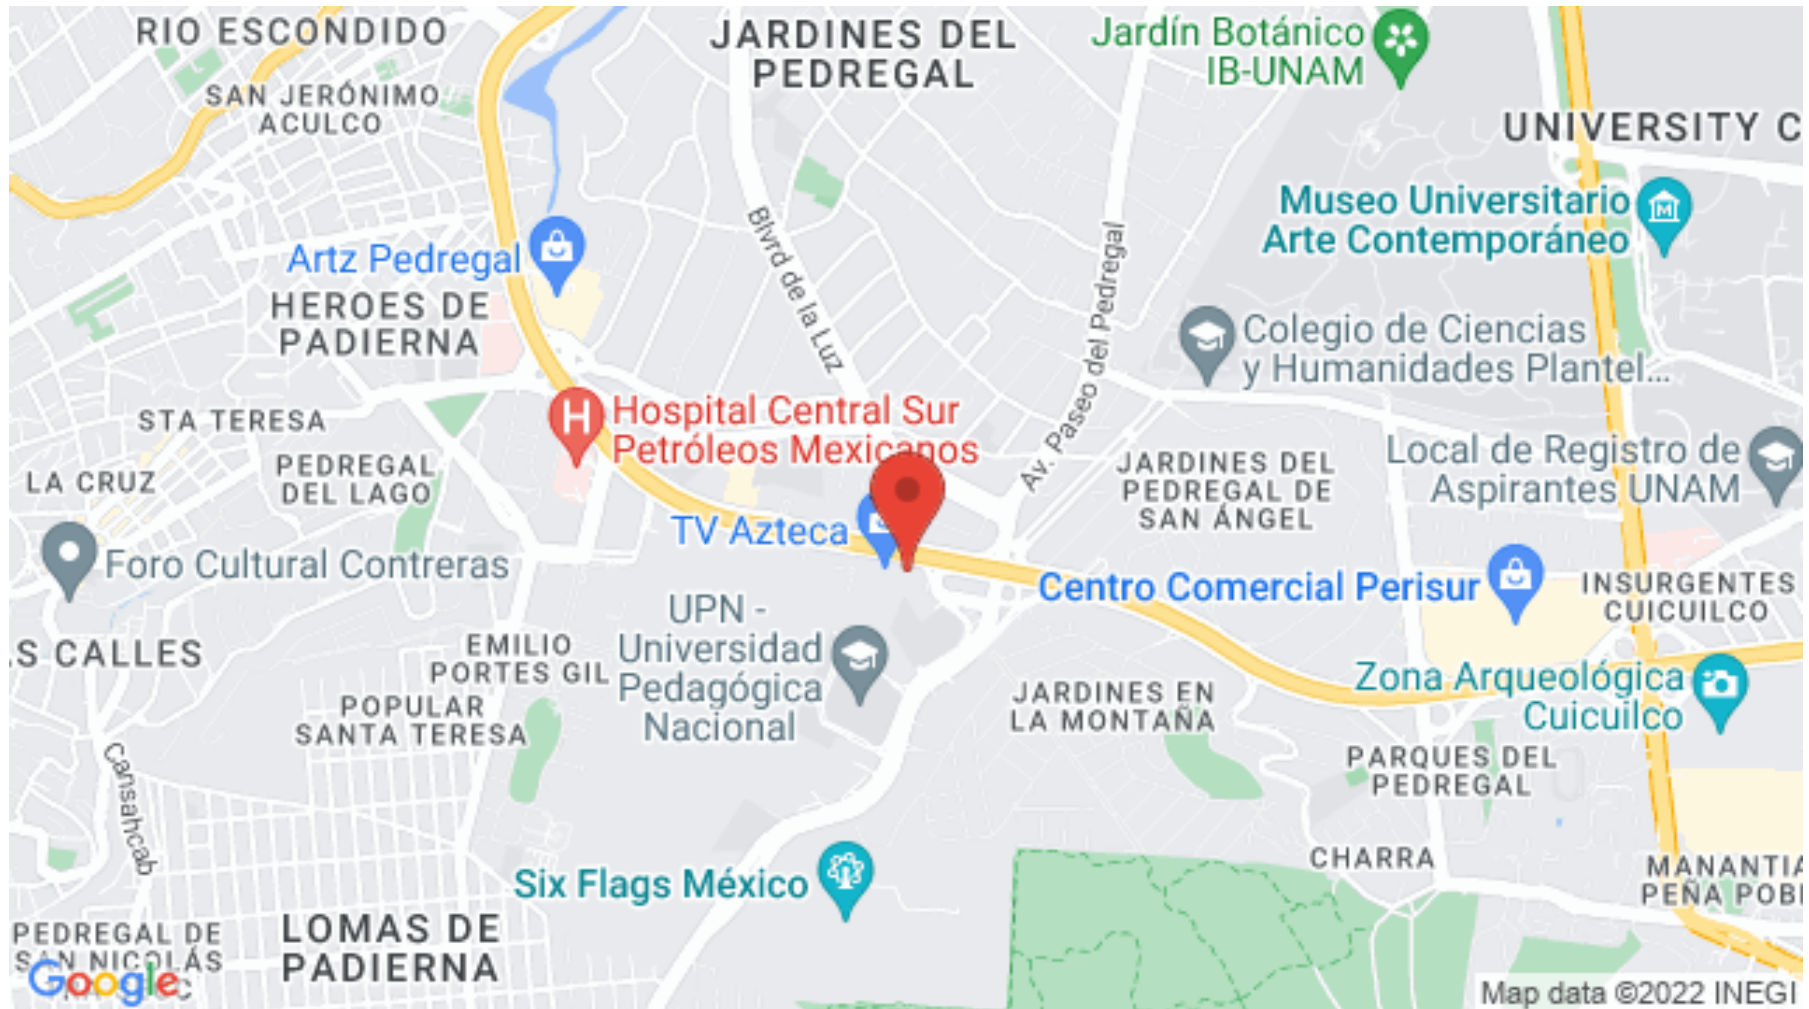 RIO ESCONDIDO
JARDINES DEL
PEDREGAL
Jardín Botánico
IB-UNAM
SAN JERÓNIMO
ACULCO
UNIVERSITY C
Museo Universitario
Arte Contemporáneo
Blvrd de la Luz
Artz Pedregal
Av. Paseo del Pedregal
HEROES DE
PADIERNA
Colegio de Ciencias
y Humanidades Plantel...
STA TERESA
Hospital Central Sur
Petróleos Mexicanos
LA CRUZ
PEDREGAL
DEL LAGO
JARDINES DEL
PEDREGAL DE
SAN ÁNGEL
Local de Registro de
Aspirantes UNAM
TV Azteca
Foro Cultural Contreras
Centro Comercial Perisur
INSURGENTES
CUICUILCO
UPN -
Universidad
Pedagógica
Nacional
S CALLES
EMILIO
PORTES GIL
Zona Arqueológica
Cuicuilco
JARDINES EN
LA MONTAÑA
POPULAR
SANTA TERESA
Cansahcab
PARQUES DEL
PEDREGAL
Six Flags México
CHARRA
MANANTIA
PEÑA POB
PEDREGAL DE
SAN NICOLÁS
LOMAS DE
PADIERNA
Google
Map data ©2022 INEGI